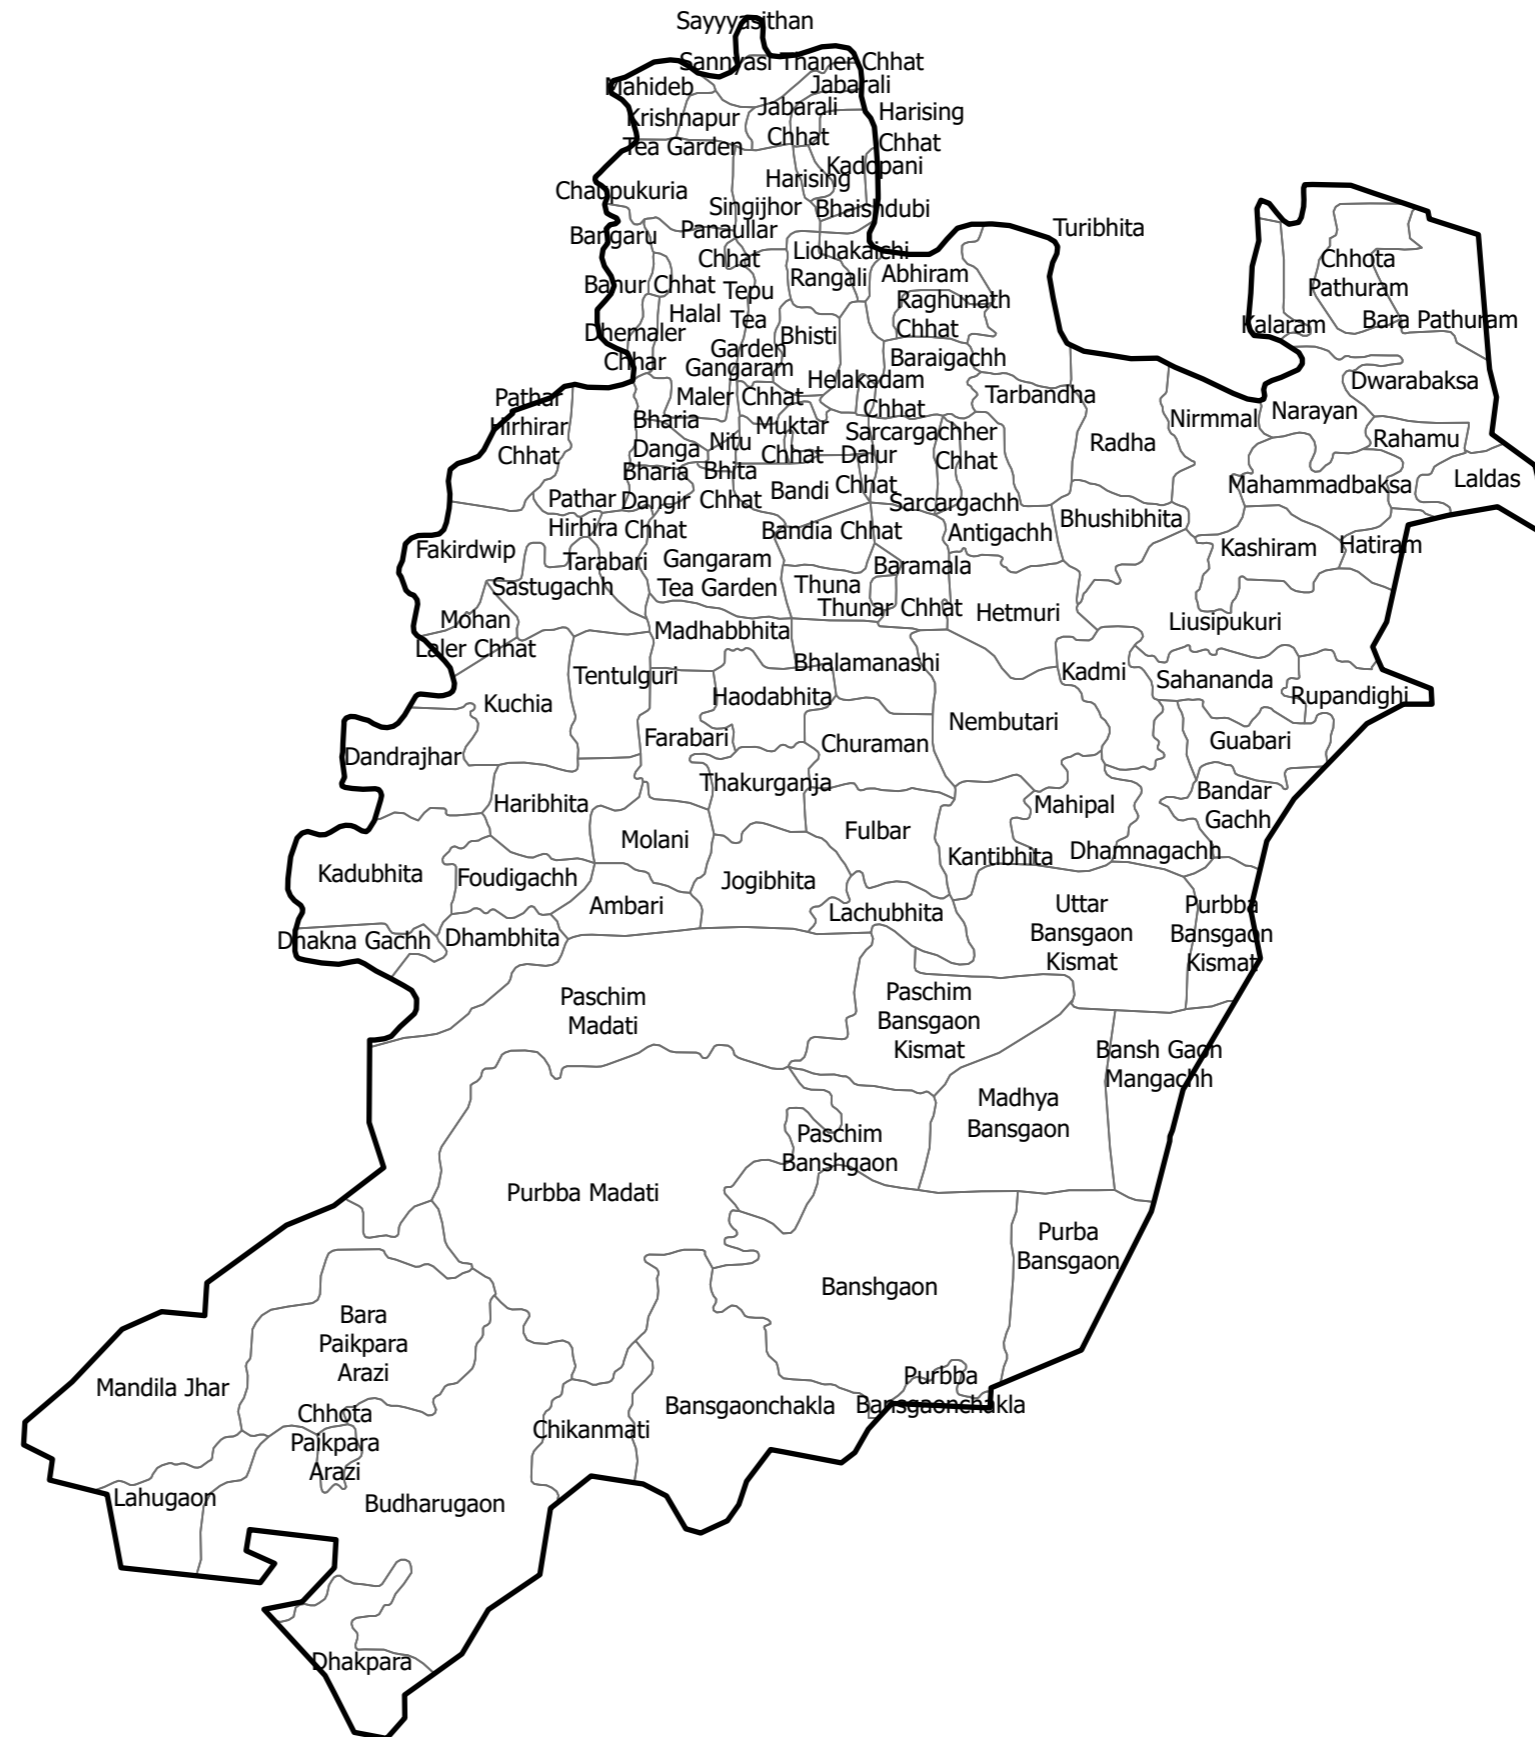 Sayyyasithan
Sannyasi Thaner Chhat
Mahideb
Jabarali
Krishnapur
Tea Garden
Jabarali
Chhat
Harising
Chhat
Kadopani
Chaupukuria
Harising
Singijhor
Bhaishdubi
Bangaru
Panaullar
Chhat
Liohakaichi
Turibhita
Rangali
Abhiram
Banur Chhat
Tepu
Tea
Garden
Halal
Raghunath
Chhat
Chhota
Pathuram
Kalaram
Bara Pathuram
Dhemaler
Chhar
Bhisti
Gangaram
Baraigachh
Maler Chhat
Helakadam
Chhat
Tarbandha
Dwarabaksa
Pathar
Hirhirar
Chhat
Bharia
Danga
Nitu
Bhita
Chhat
Muktar
Chhat
Sarcargachher
Chhat
Dalur
Chhat
Radha
Nirmmal
Narayan
Rahamu
Bharia
Dangir
Chhat
Bandi
Mahammadbaksa
Laldas
Pathar
Hirhira
Sarcargachh
Bandia Chhat
Antigachh
Bhushibhita
Kashiram
Hatiram
Fakirdwip
Tarabari
Gangaram
Tea Garden
Baramala
Sastugachh
Thuna
Thunar Chhat
Hetmuri
Liusipukuri
Mohan
Laler Chhat
Madhabbhita
Tentulguri
Bhalamanashi
Kadmi
Sahananda
Rupandighi
Kuchia
Haodabhita
Nembutari
Dandrajhar
Farabari
Churaman
Guabari
Haribhita
Thakurganja
Mahipal
Bandar
Gachh
Molani
Fulbar
Kantibhita
Dhamnagachh
Kadubhita
Foudigachh
Jogibhita
Ambari
Lachubhita
Uttar
Bansgaon
Kismat
Purbba
Bansgaon
Kismat
Dhakna Gachh
Dhambhita
Paschim
Madati
Paschim
Bansgaon
Kismat
Bansh Gaon
Mangachh
Madhya
Bansgaon
Paschim
Banshgaon
Purbba Madati
Purba
Bansgaon
Banshgaon
Bara
Paikpara
Arazi
Mandila Jhar
Purbba
Bansgaonchakla
Bansgaonchakla
Chhota
Paikpara
Arazi
Chikanmati
Lahugaon
Budharugaon
Dhakpara